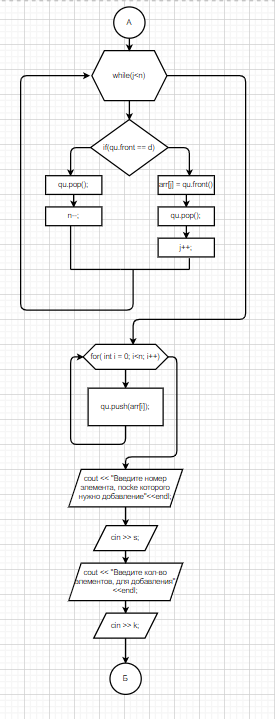 А
while(j<n)
if(qu.front == d)
qu.pop();
n--;
arr[j] = qu.front()
qu.pop();
j++;
for( int i = 0; i<n; i++)
qu.push(arr[i]);
cout << "Введите номер
элемента, поске которого
нужно добавление"<<endl;
cin >> s;
cout << "Введите кол-во
элементов, для добавления"
<<endl;
cin >> k;
Б